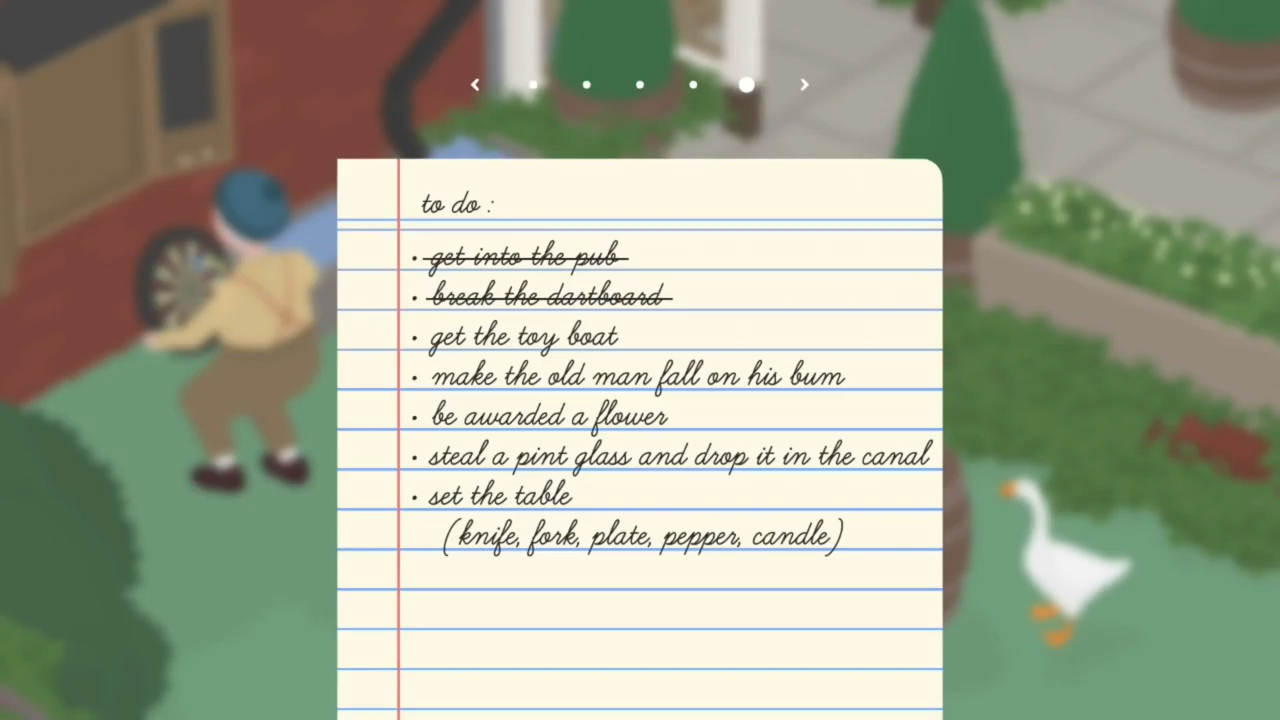 to do :
· get into the pub
· break the dartboard
· get the toy boat
· make the old man fall on his bum
· be awarded a flower
· steal a pint glass and drop it in the canal
· set the table
(knife, fork, plate, pepper, candle)